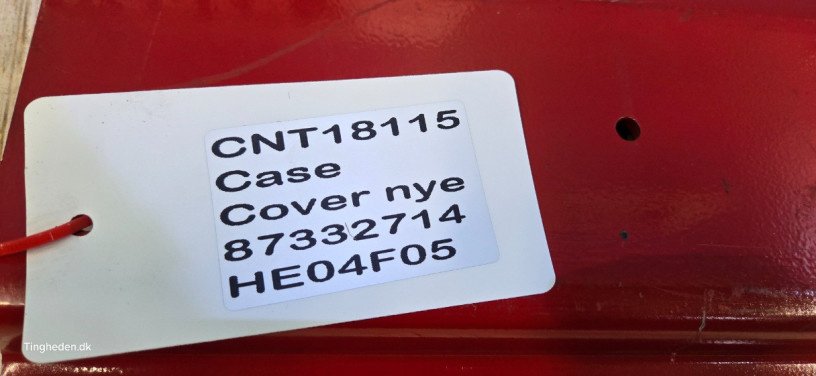 CNT18115
Case
Cover nye
87332714
HE04F05
Tingheden.dk